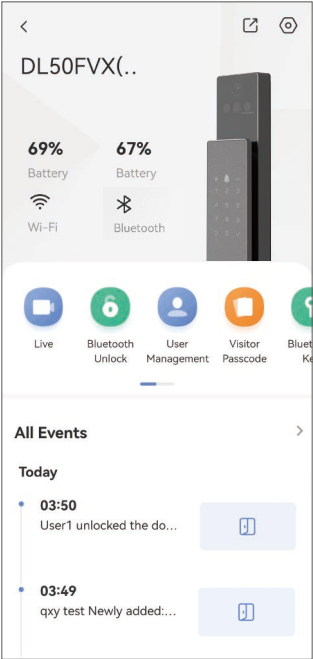 DL50FVX(..
69% 67%
Battery Battery
Wi-Fi Bluetooth
Live Bluetooth User Visitor Bluet
Unlock Management Passcode Ke
All Events
Today
03:50
User1 unlocked the do...
03:49
qxy test Newly added:...